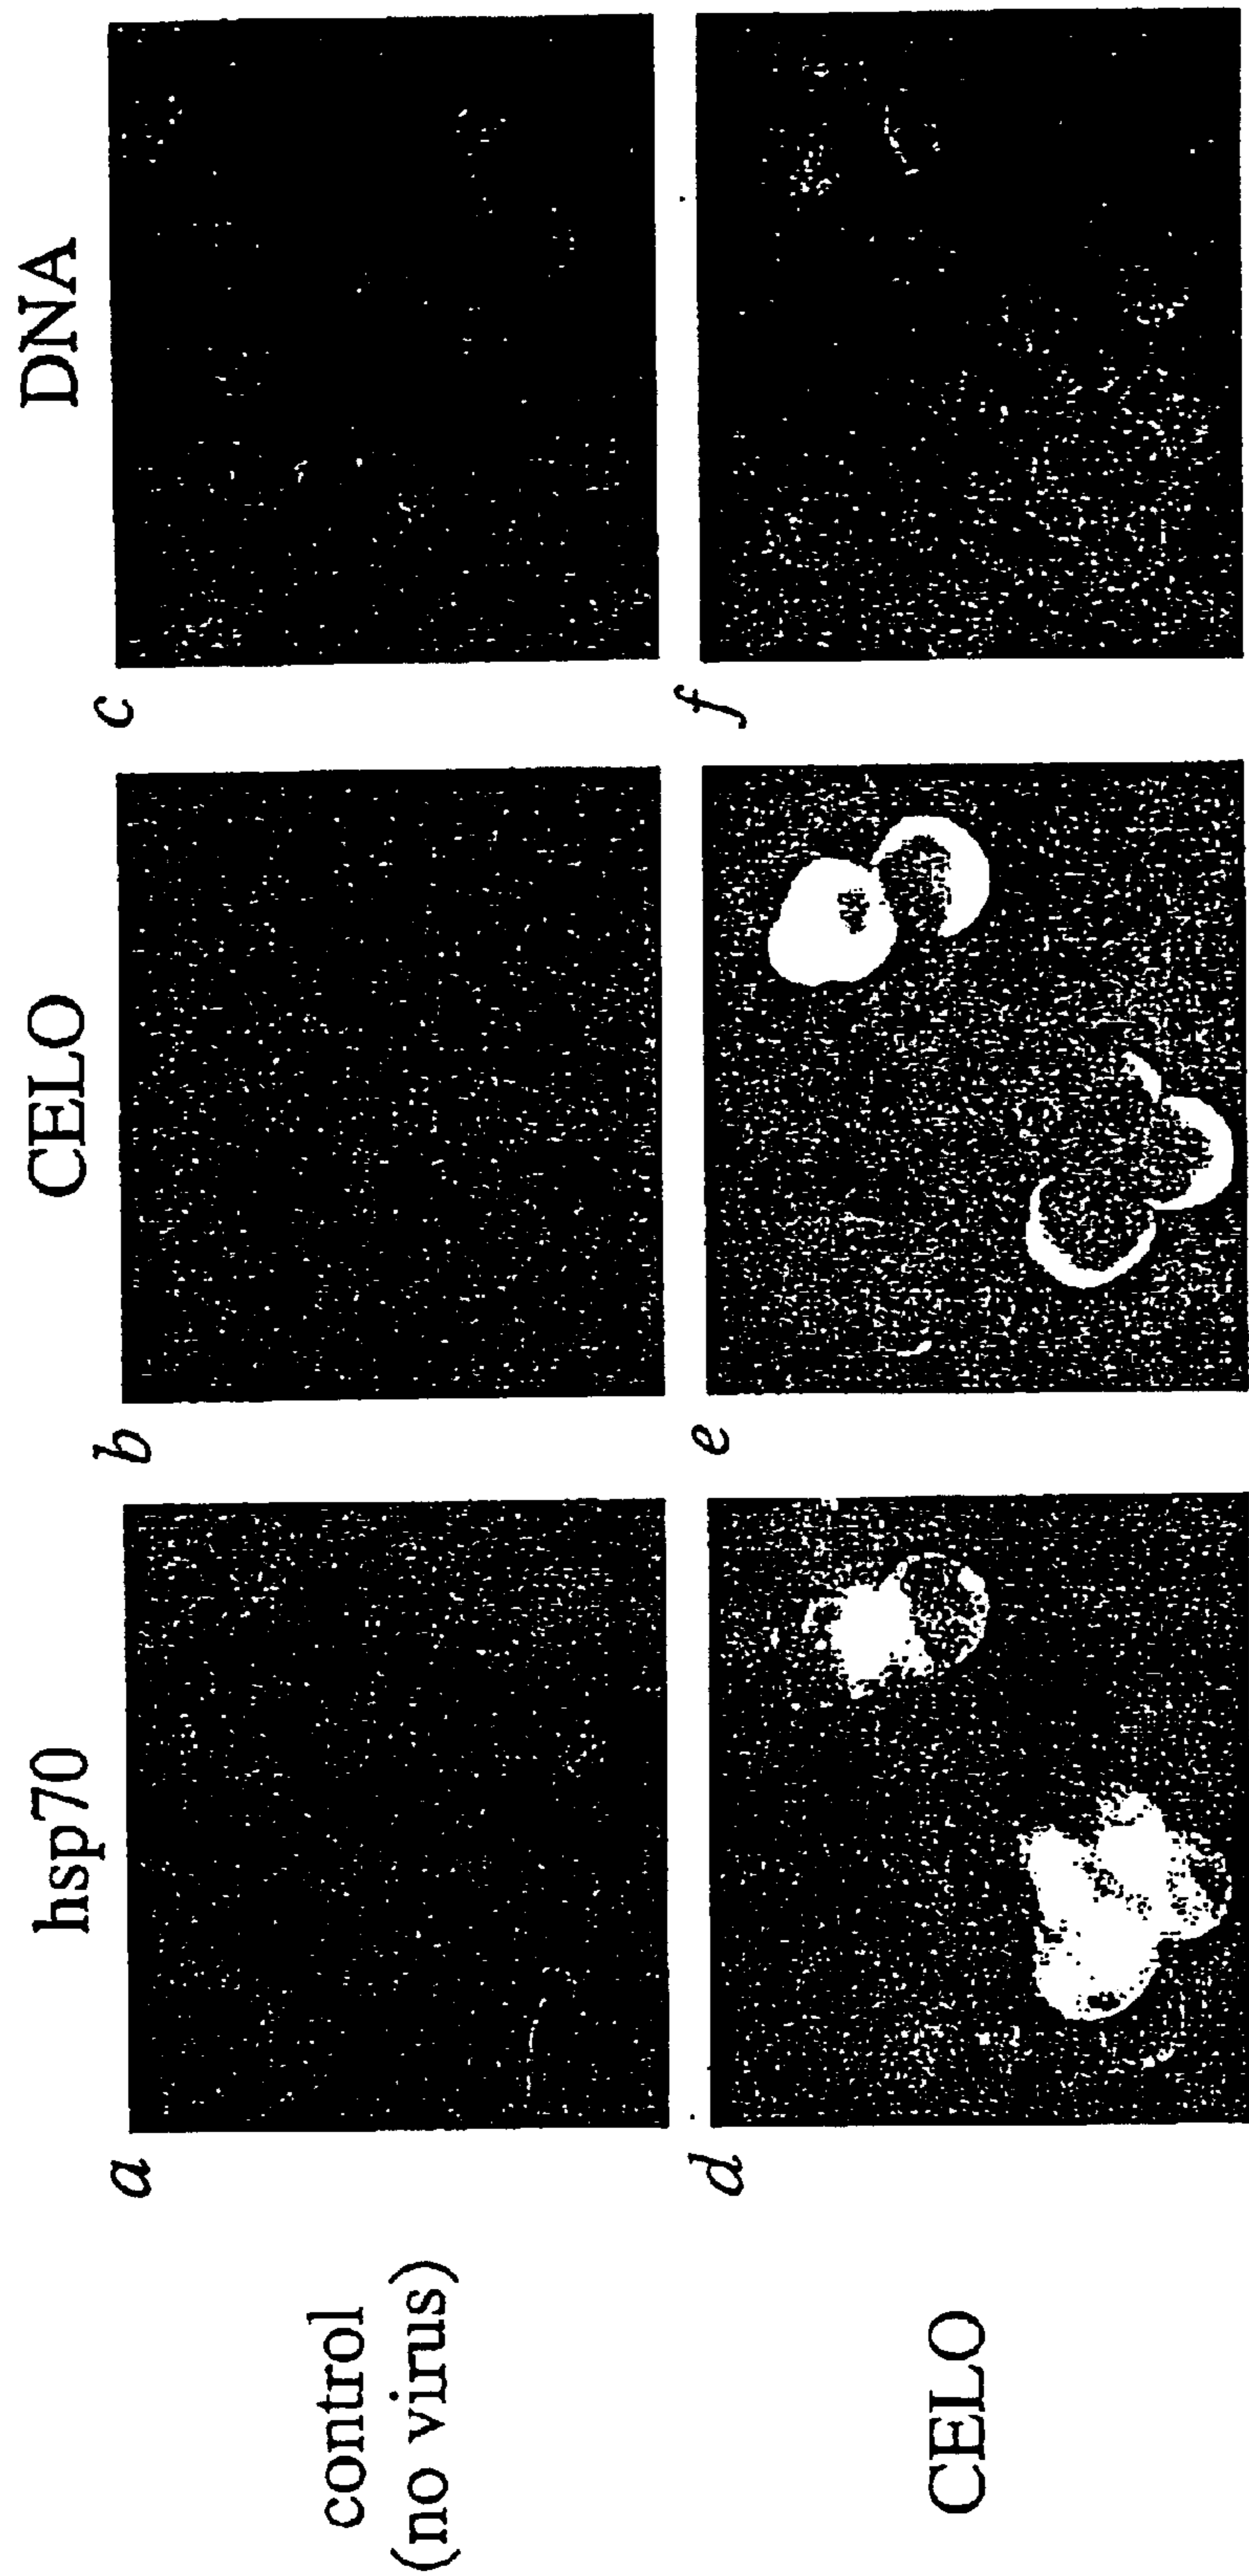 hsp70
CELO
DNA
control
(no virus)
a
b
c
CELO
d
e
f